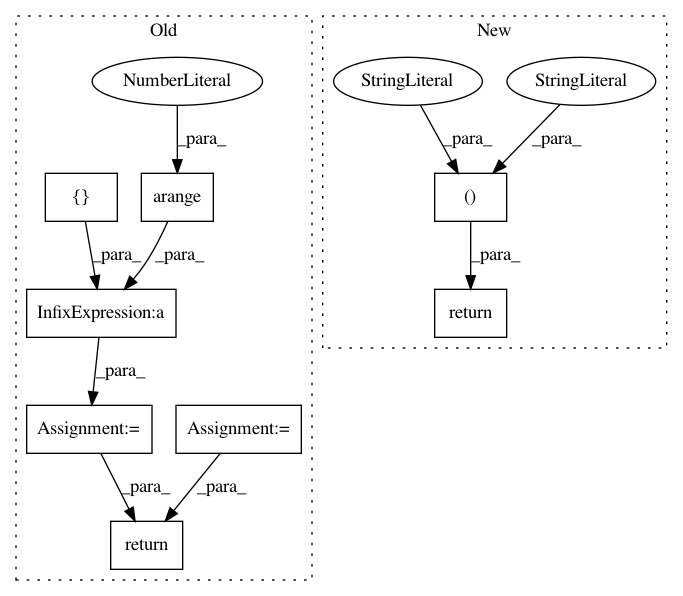 Old
New
NumberLiteral
StringLiteral
StringLiteral
_para_
_para_
_para_
{}
arange
()
_para_
_para_
_para_
InfixExpression:a
return
_para_
Assignment:=
Assignment:=
_para_
_para_
return